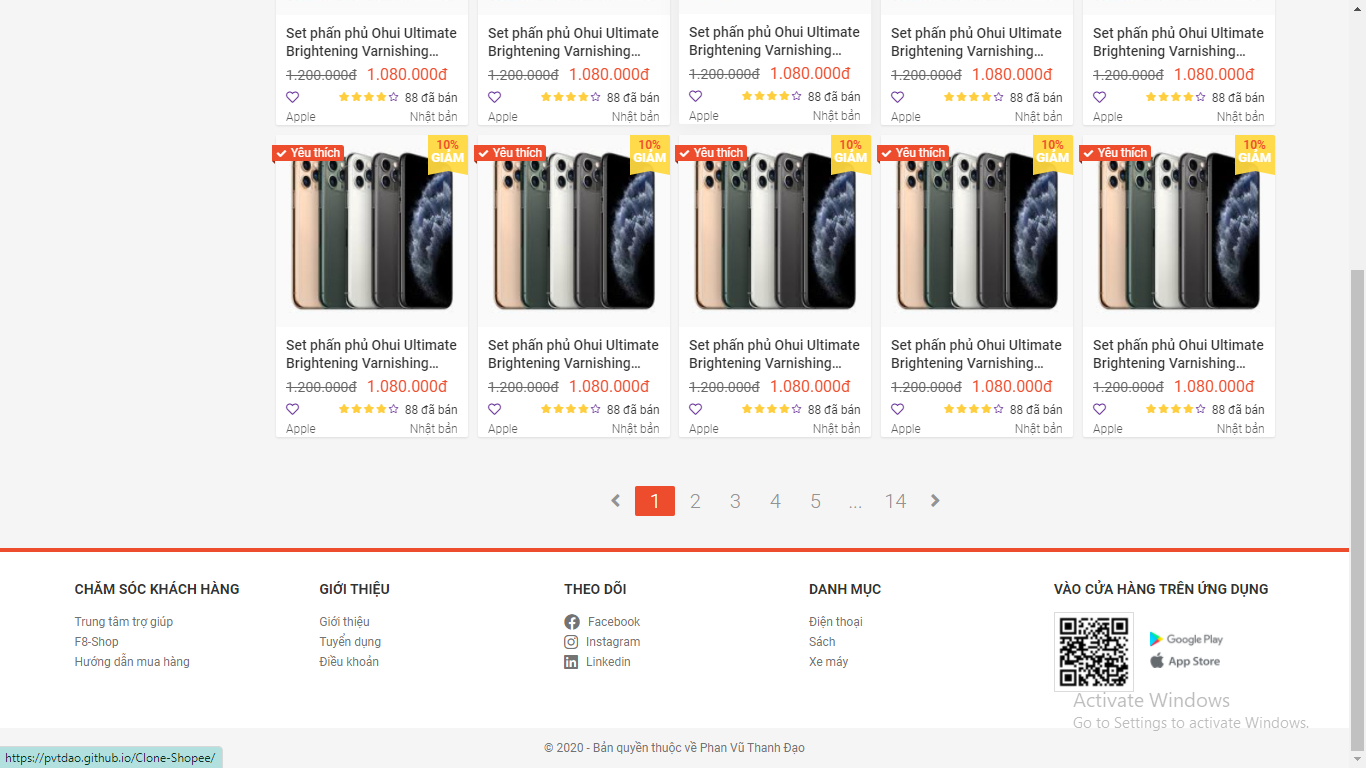 Set phấn phủ Ohui Ultimate
Brightening Varnishing...
1.200.000đ 1.080.000đ
88 đã bán
Apple Nhật bản
Set phấn phủ Ohui Ultimate
Brightening Varnishing...
1.200.000đ 1.080.000đ
88 đã bán
Apple Nhật bản
Set phấn phủ Ohui Ultimate
Brightening Varnishing...
1.200.000đ 1.080.000đ
88 đã bán
Apple Nhật bản
Set phấn phủ Ohui Ultimate
Brightening Varnishing...
1.200.000đ 1.080.000đ
88 đã bán
Apple Nhật bản
Set phấn phủ Ohui Ultimate
Brightening Varnishing...
1.200.000đ 1.080.000đ
88 đã bán
Apple Nhật bản
Yêu thích
10%
GIẢM
Set phấn phủ Ohui Ultimate
Brightening Varnishing...
1.200.000đ 1.080.000đ
88 đã bán
Apple Nhật bản
Yêu thích
10%
GIẢM
Set phấn phủ Ohui Ultimate
Brightening Varnishing...
1.200.000đ 1.080.000đ
88 đã bán
Apple Nhật bản
Yêu thích
10%
GIẢM
Set phấn phủ Ohui Ultimate
Brightening Varnishing...
1.200.000đ 1.080.000đ
88 đã bán
Apple Nhật bản
Yêu thích
10%
GIẢM
Set phấn phủ Ohui Ultimate
Brightening Varnishing...
1.200.000đ 1.080.000đ
88 đã bán
Apple Nhật bản
Yêu thích
10%
GIẢM
Set phấn phủ Ohui Ultimate
Brightening Varnishing...
1.200.000đ 1.080.000đ
88 đã bán
Apple Nhật bản
1 2 3 4 5 ... 14
CHĂM SÓC KHÁCH HÀNG
Trung tâm trợ giúp
F8-Shop
Hướng dẫn mua hàng
GIỚI THIỆU
Giới thiệu
Tuyển dụng
Điều khoản
THEO DÕI
Facebook
Instagram
Linkedin
DANH MỤC
Điện thoại
Sách
Xe máy
VÀO CỬA HÀNG TRÊN ỨNG DỤNG
Google Play
App Store
Activate Windows
Go to Settings to activate Windows.
© 2020 - Bản quyền thuộc về Phan Vũ Thanh Đạo
https://pvtdao.github.io/Clone-Shopee/